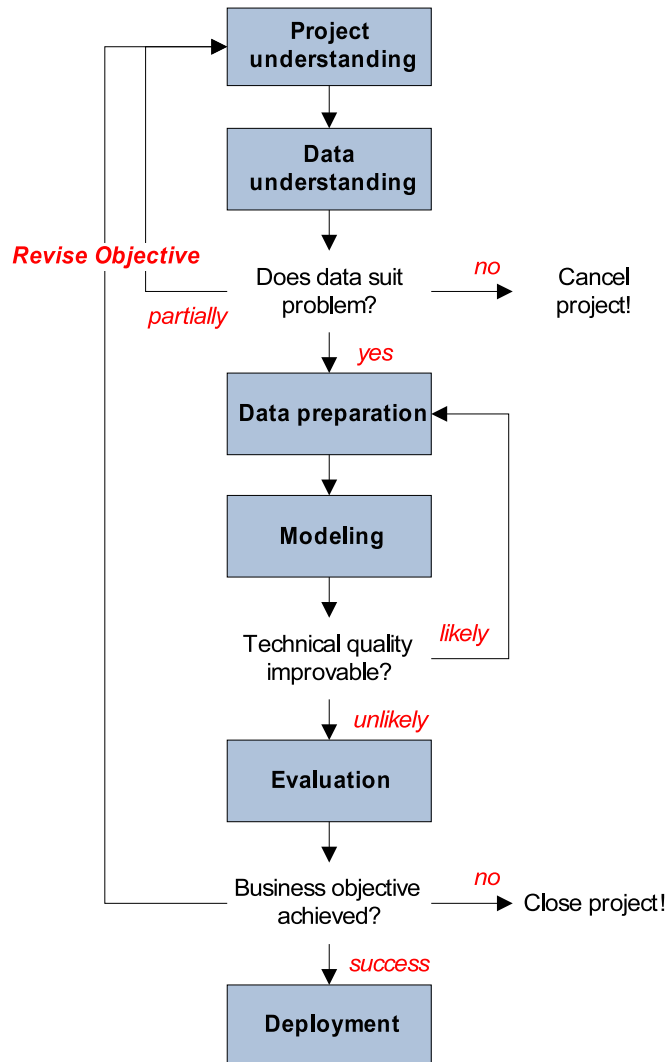 Project
understanding
Data
understanding
Revise Objective
Does data suit
problem?
no
Cancel
project!
partially
yes
Data preparation
Modeling
Technical quality
improvable?
likely
unlikely
Evaluation
Business objective
achieved?
no
Close project!
success
Deployment